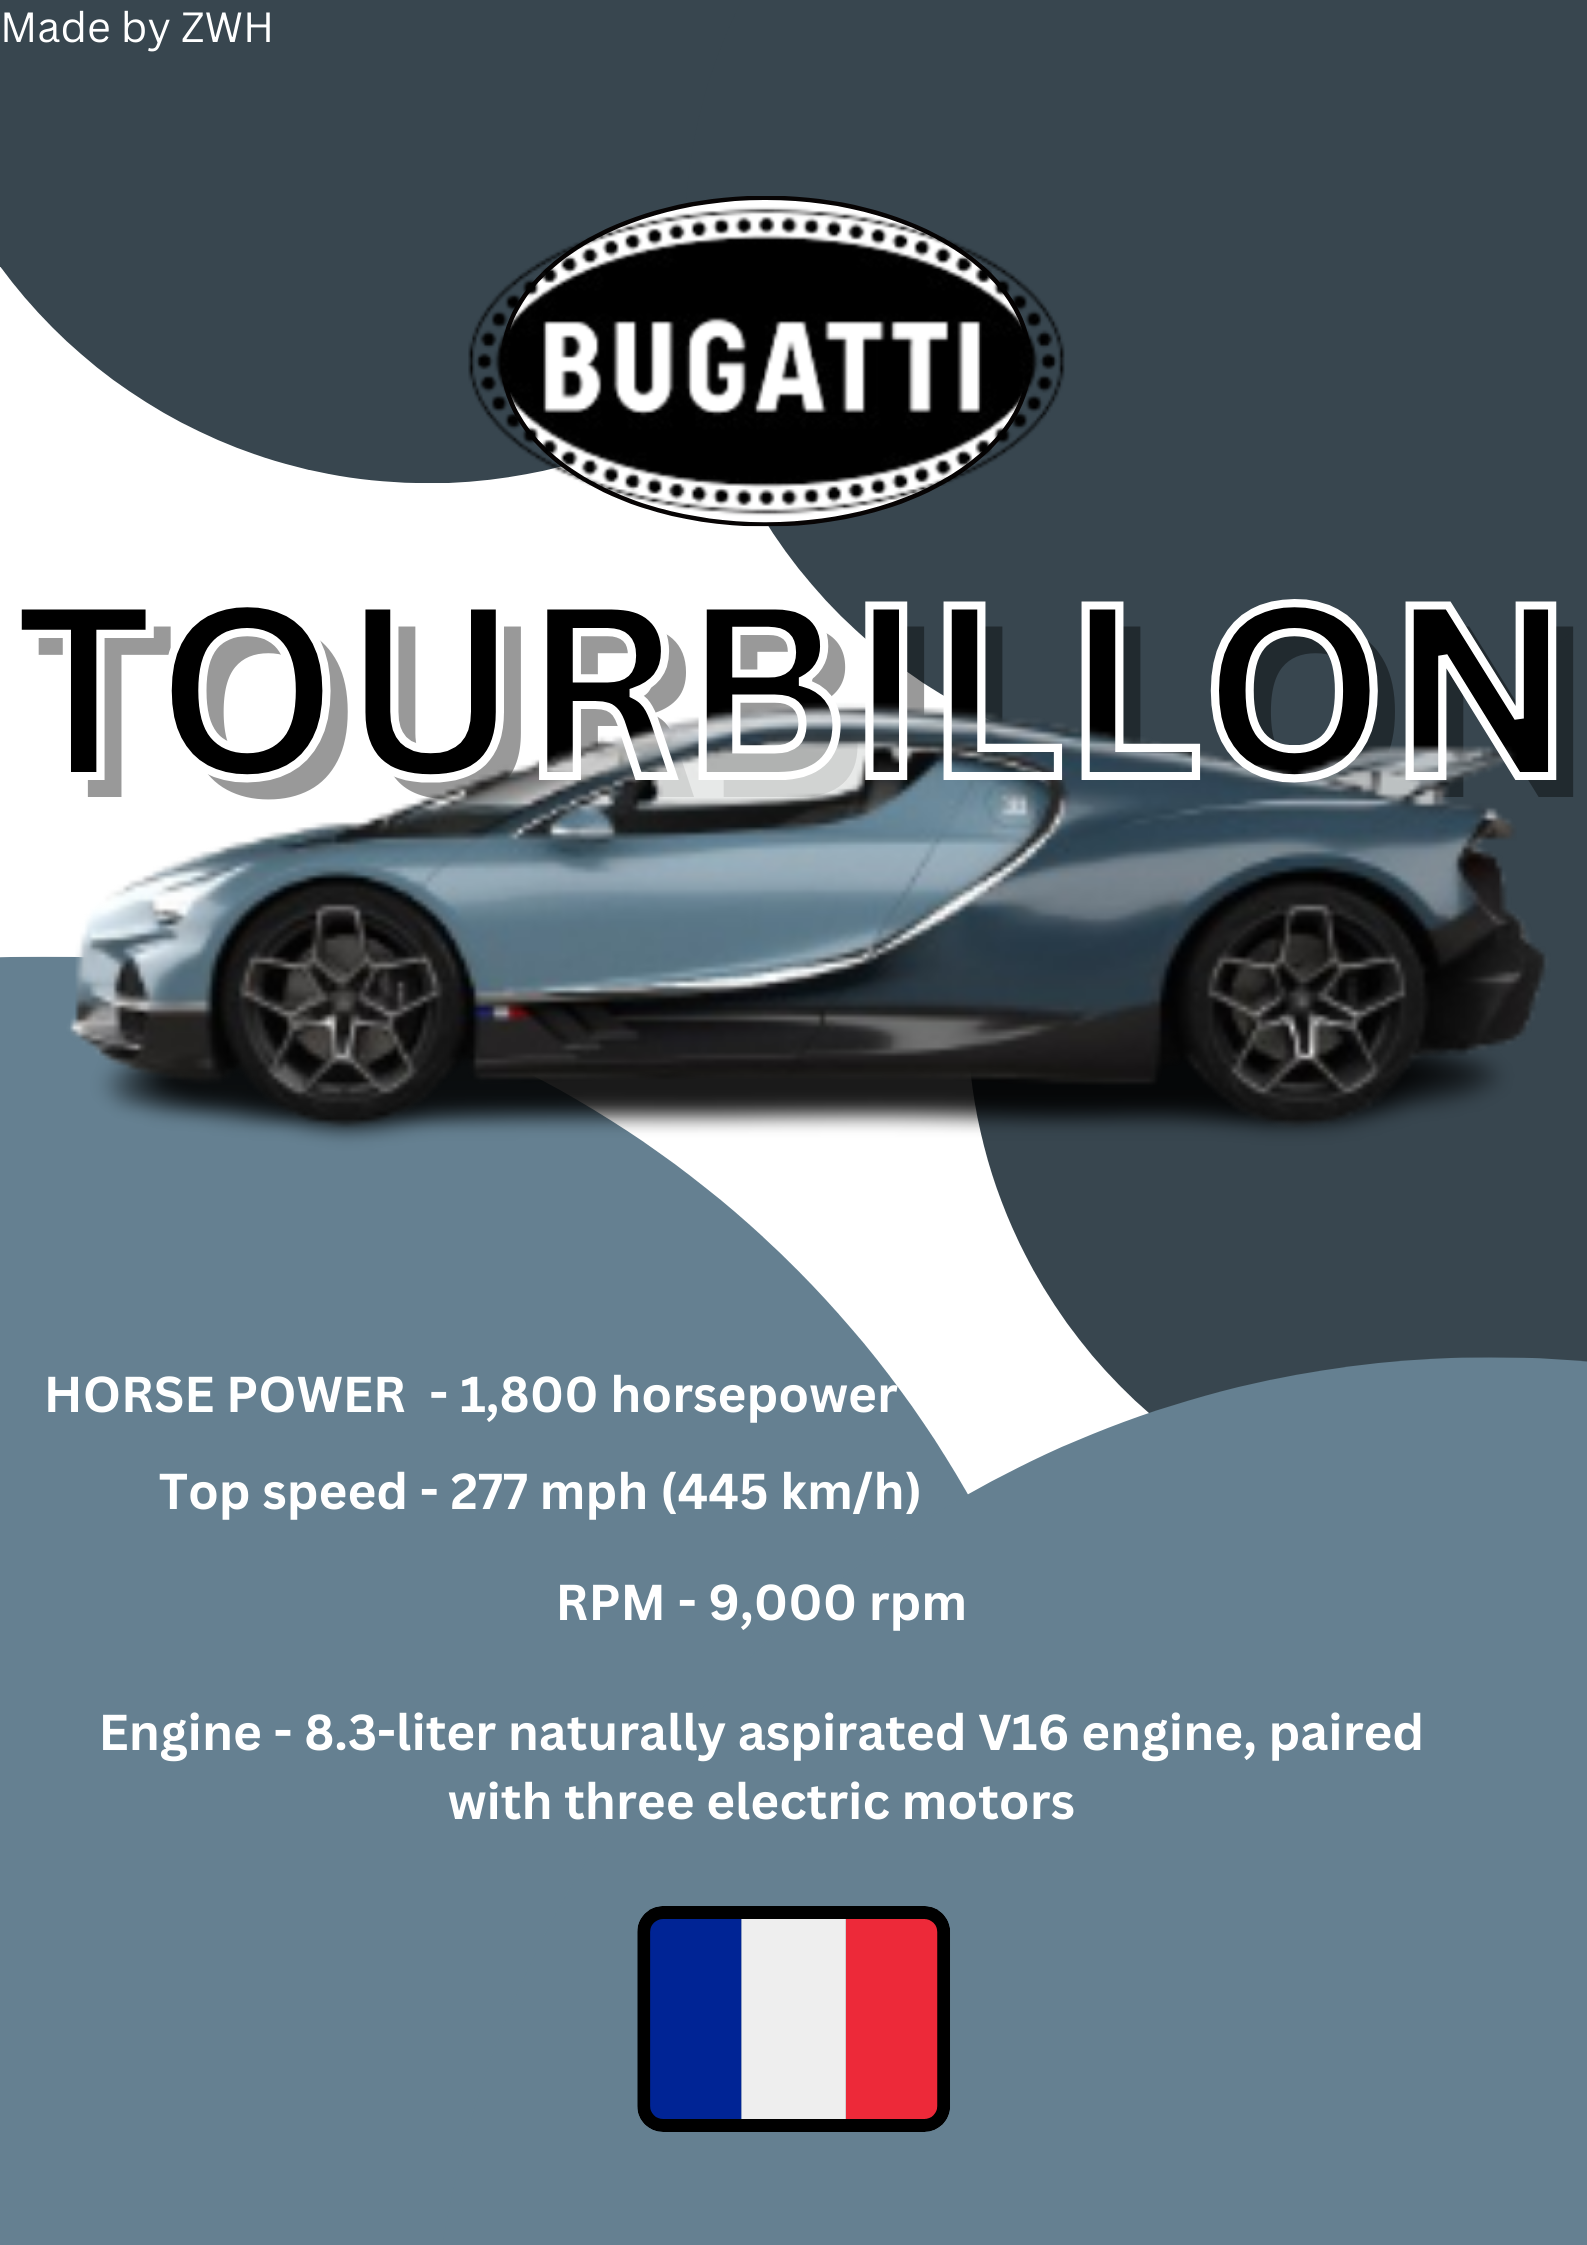 Made by ZWH
BUGATTI
TOURBILLON
HORSE POWER  - 1,800 horsepower
Top speed - 277 mph (445 km/h)
RPM - 9,000 rpm
Engine - 8.3-liter naturally aspirated V16 engine, paired
with three electric motors